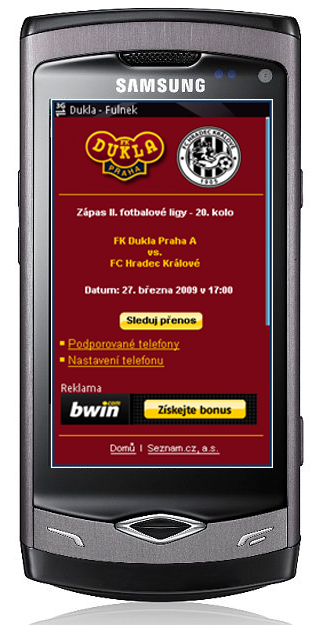 SAMSUNG
3G Dukla - Fulnek
FK
DUKLA
PRAHA
FC HRADEC KRÁLOVÉ
1905
Zápas II. fotbalové ligy - 20. kolo
FK Dukla Praha A
vs.
FC Hradec Králové
Datum: 27. března 2009 v 17:00
Sleduj přenos
Podporované telefony
Nastavení telefonu
Reklama
bwin.com
Získejte bonus
Domů | Seznam.cz, a.s.